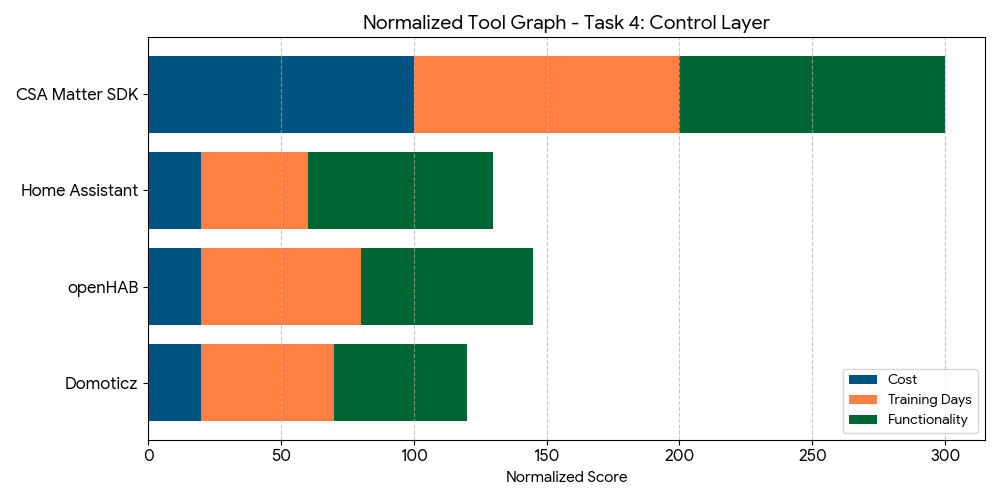 Normalized Tool Graph - Task 4: Control Layer
CSA Matter SDK
Home Assistant
openHAB
Domoticz
Cost
Training Days
Functionality
0 50 100 150 200 250 300
Normalized Score